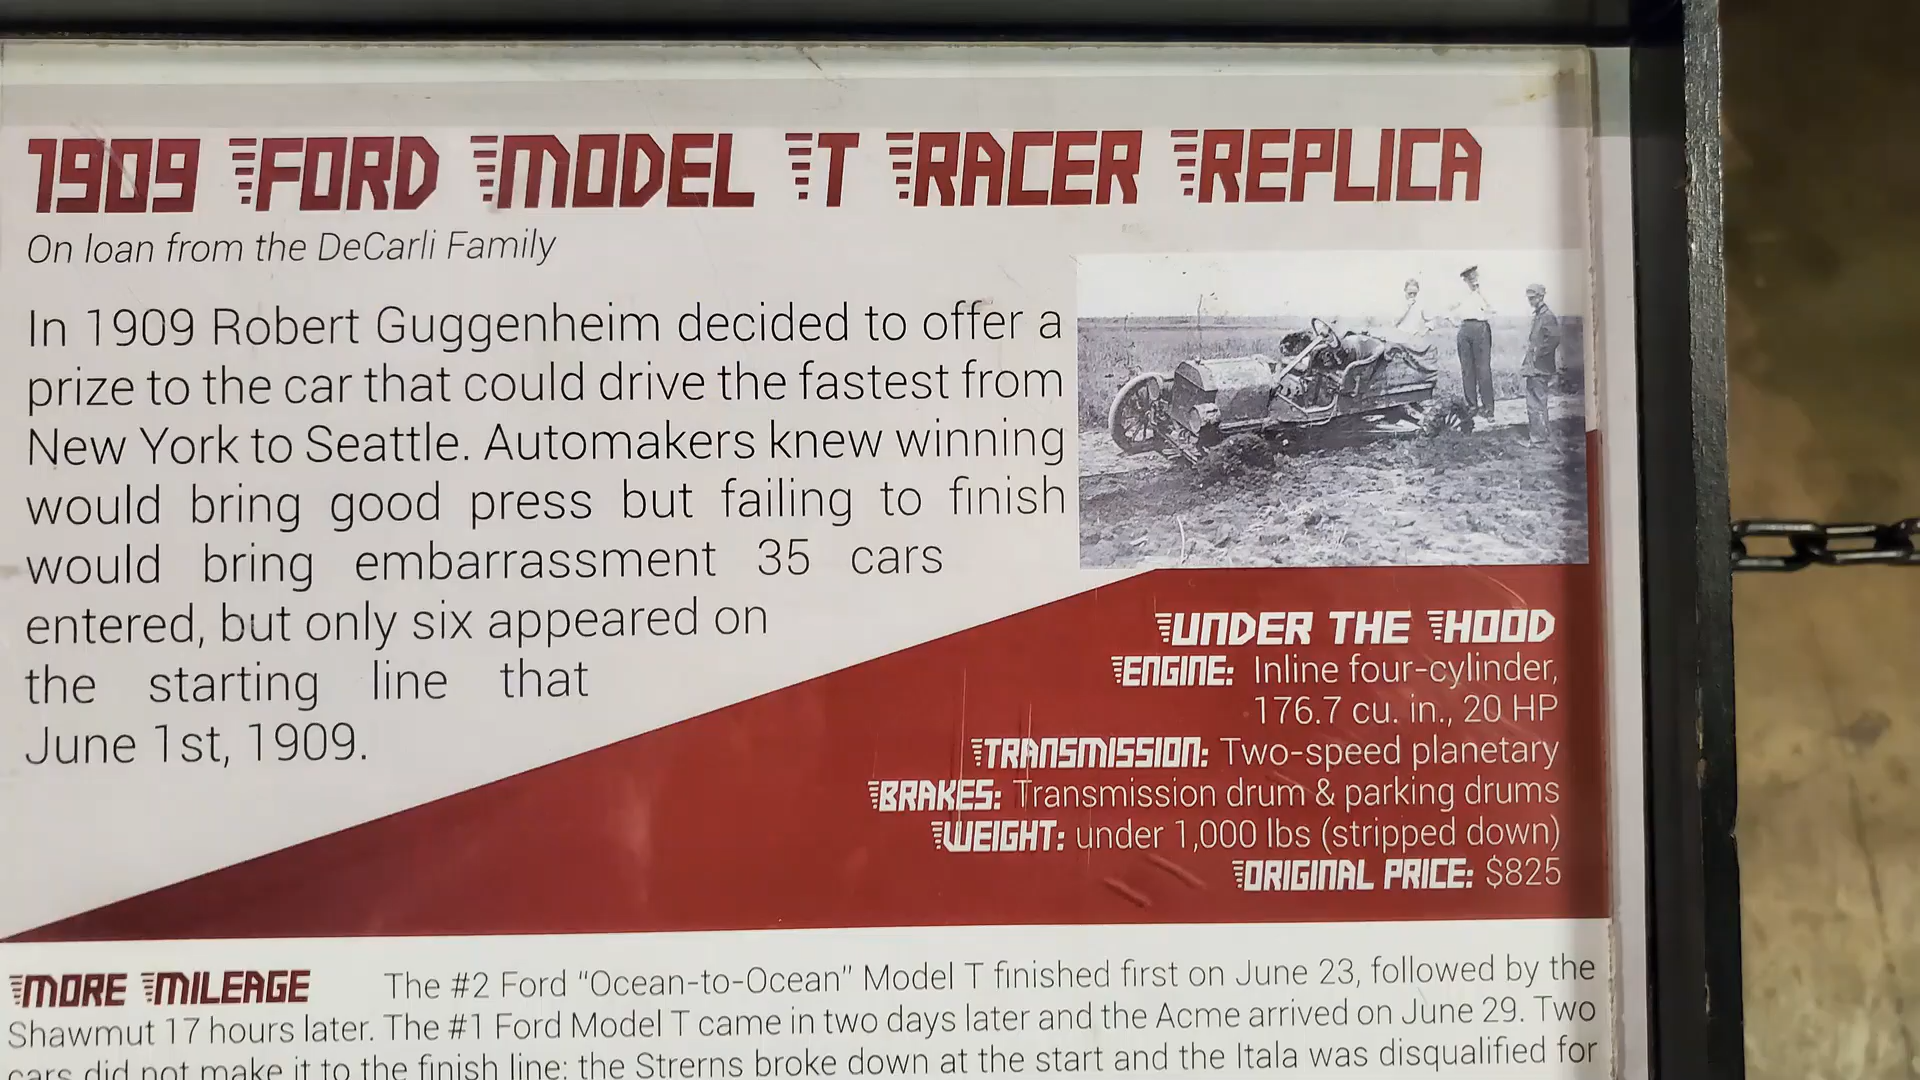 1909 FORD MODEL T RACER REPLICA
On loan from the DeCarli Family
In 1909 Robert Guggenheim decided to offer a
prize to the car that could drive the fastest from
New York to Seattle. Automakers knew winning
would bring good press but failing to finish
would bring embarrassment 35 cars
entered, but only six appeared on
the starting line that
June 1st, 1909.
UNDER THE HOOD
ENGINE: Inline four-cylinder,
176.7 cu. in., 20 HP
TRANSMISSION: Two-speed planetary
BRAKES: Transmission drum & parking drums
WEIGHT: under 1,000 lbs (stripped down)
ORIGINAL PRICE: $825
MORE MILEAGE The #2 Ford "Ocean-to-Ocean" Model T finished first on June 23, followed by the
Shawmut 17 hours later. The #1 Ford Model T came in two days later and the Acme arrived on June 29. Two
cars did not make it to the finish line: the Strerns broke down at the start and the Itala was disqualified for